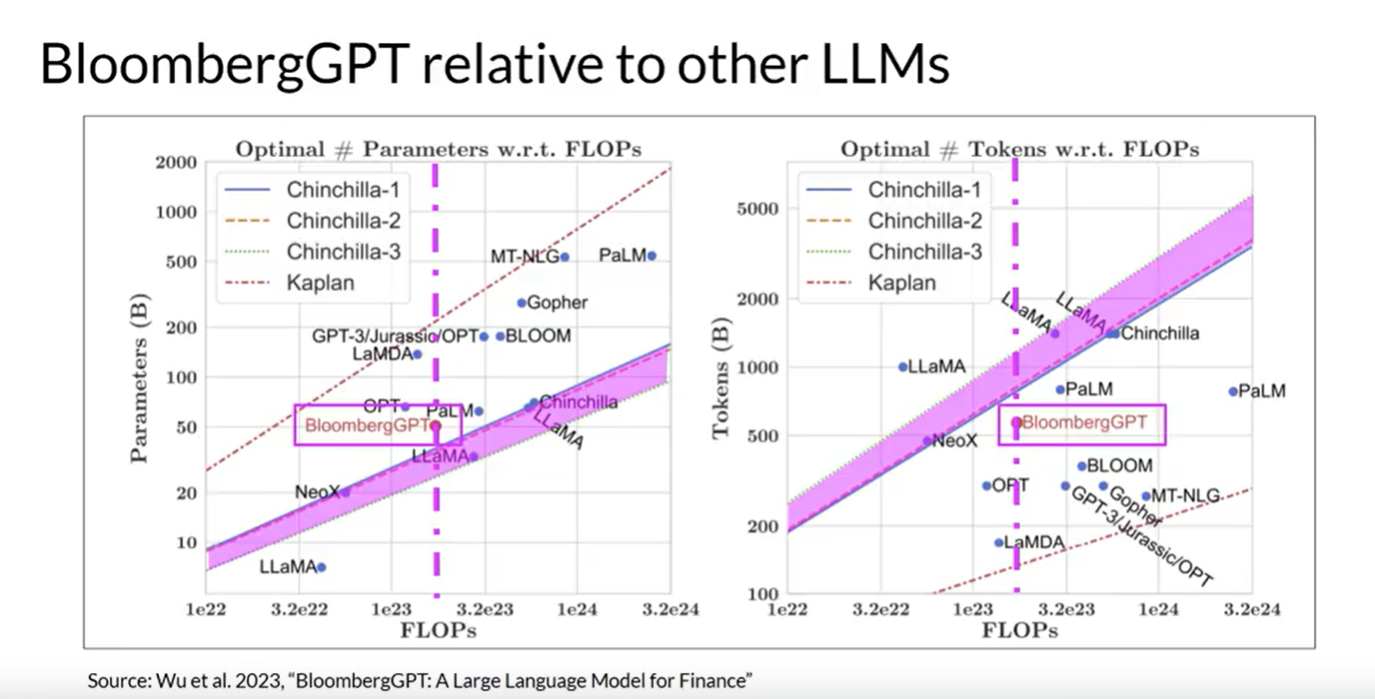 BloombergGPT relative to other LLMs
Optimal # Parameters w.r.t. FLOPs
Parameters (B)
2000
1000
500
200
100
50
20
10
Chinchilla-1
Chinchilla-2
Chinchilla-3
Kaplan
MT-NLG
PaLM
Gopher
GPT-3/Jurassic/OPT
BLOOM
LaMDA
OPT
PaLM
Chinchilla
BloombergGPT
LLaMA
LLaMA
NeoX
LLaMA
1e22 3.2e22 1e23 3.2e23 1e24 3.2e24
FLOPs
Optimal # Tokens w.r.t. FLOPs
Tokens (B)
5000
2000
1000
500
200
100
Chinchilla-1
Chinchilla-2
Chinchilla-3
Kaplan
LLaMA
LLaMA
Chinchilla
LLaMA
PaLM
PaLM
BloombergGPT
NeoX
BLOOM
OPT
GPT-3/Jurassic/OPT
Gopher
MT-NLG
LaMDA
1e22 3.2e22 1e23 3.2e23 1e24 3.2e24
FLOPs
Source: Wu et al. 2023, “BloombergGPT: A Large Language Model for Finance”